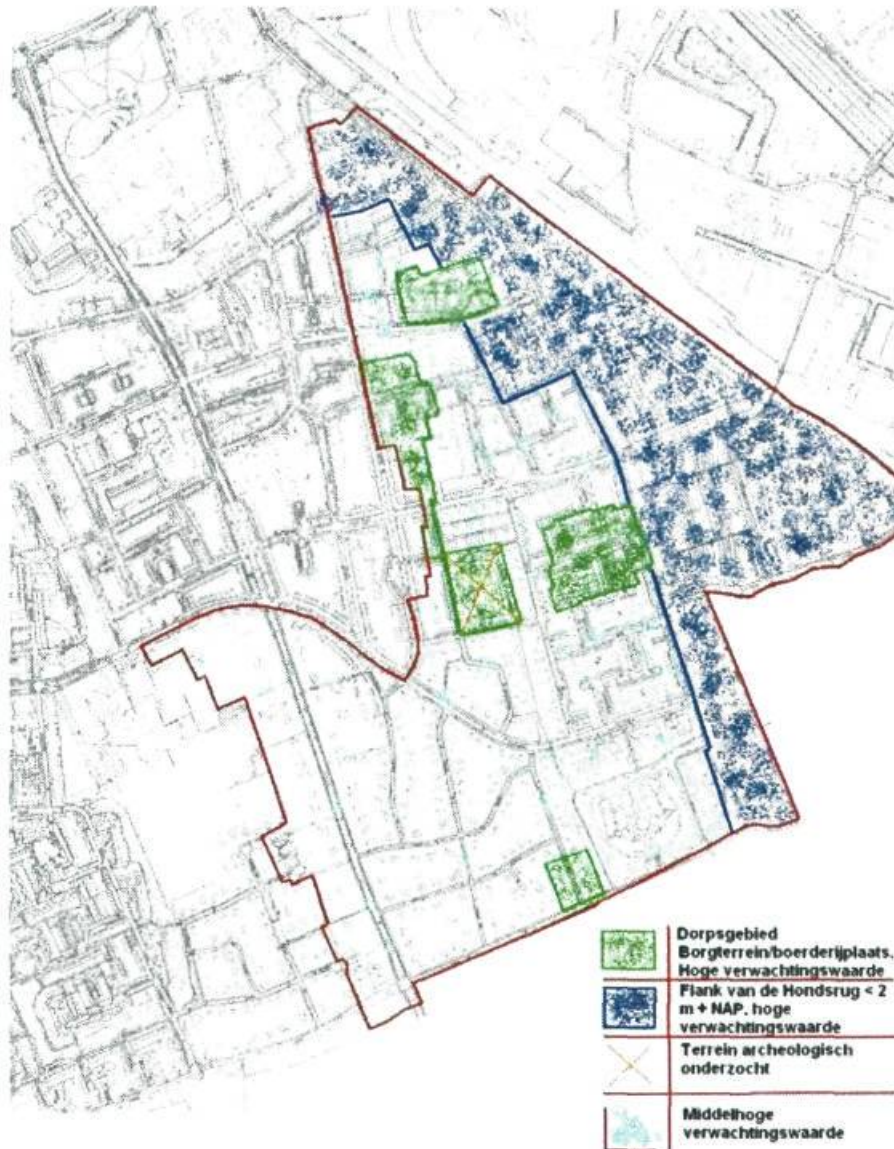 Dorpsgebied
Borgterrein/boerderijplaats.
Hoge verwachtingswaarde
Flank van de Hondsrug < 2
m + NAP. hoge
verwachtingswaarde
Terrein archeologisch
onderzocht
Middelhoge
verwachtingswaarde